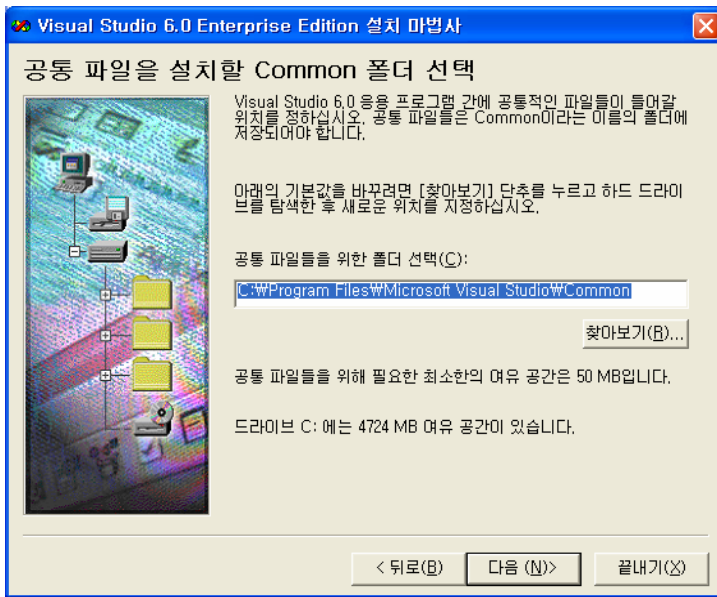 Visual Studio 6.0 Enterprise Edition 설치 마법사
공통 파일을 설치할 Common 폴더 선택
Visual Studio 6.0 응용 프로그램 간에 공통적인 파일들이 들어갈
위치를 정하십시오. 공통 파일들은 Common이라는 이름의 폴더에
저장되어야 합니다.
아래의 기본값을 바꾸려면 [찾아보기] 단추를 누르고 하드 드라이
브를 탐색한 후 새로운 위치를 지정하십시오.
공통 파일들을 위한 폴더 선택(C):
C:₩Program Files₩Microsoft Visual Studio₩Common
찾아보기(R)...
공통 파일들을 위해 필요한 최소한의 여유 공간은 50 MB입니다.
드라이브 C: 에는 4724 MB 여유 공간이 있습니다.
< 뒤로(B)
다음 (N)>
끝내기(X)